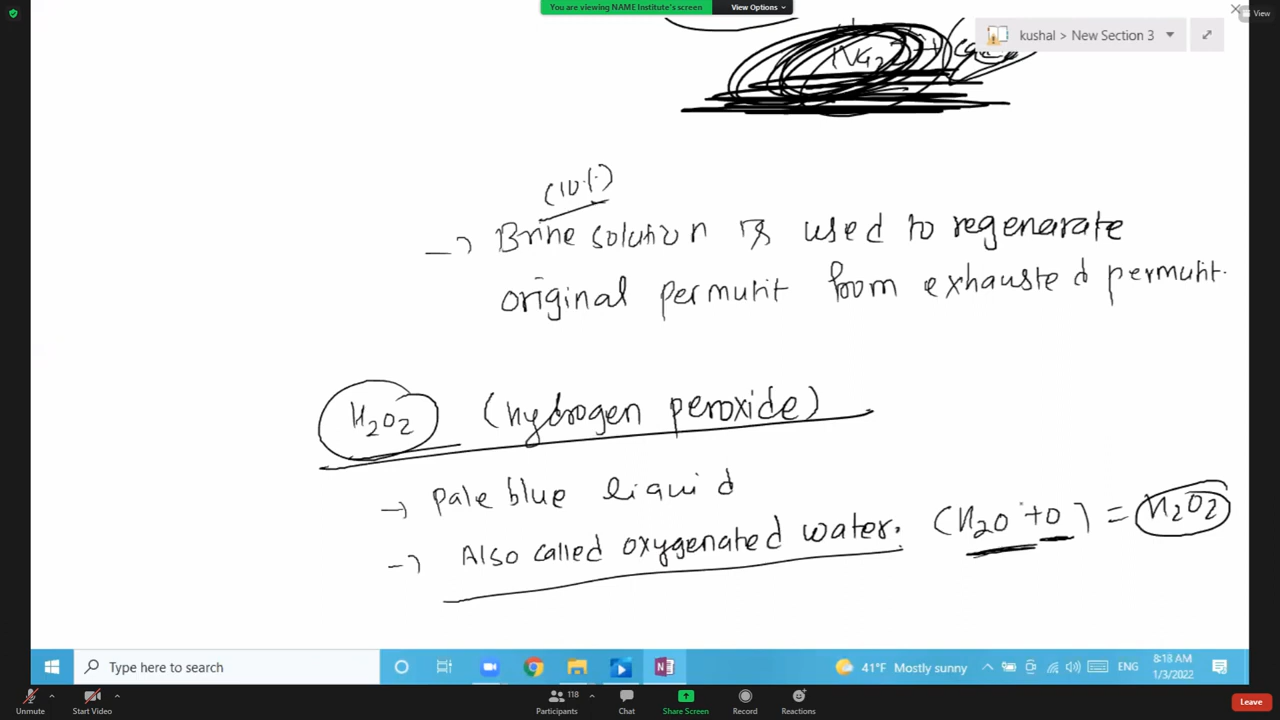 You are viewing NAME Institute's screen
View Options
View
kushal > New Section 3
Na2
(10%)
→ Brine solution is used to regenarate
original permutit from exhausted permutit.
H2O2 (hydrogen peroxide)
→ pale blue liquid
→ Also called oxygenated water. (H2O + O) = H2O2
Type here to search
41°F Mostly sunny
ENG
8:18 AM
1/3/2022
Unmute
Start Video
118
Participants
Chat
Share Screen
Record
Reactions
Leave